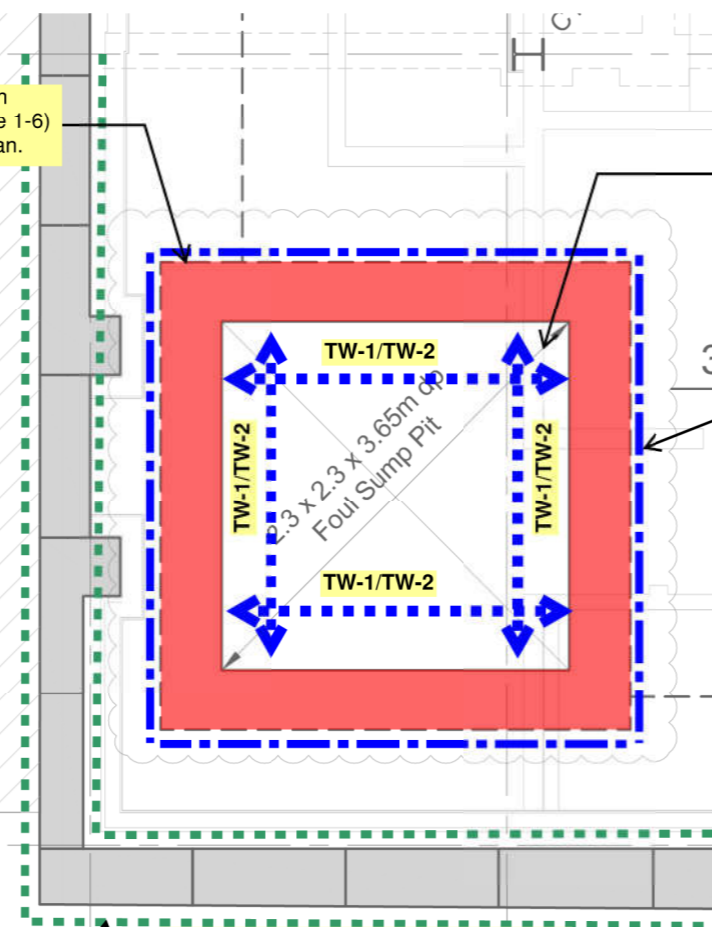 e 1-6)
an.
TW-1/TW-2
TW-1/TW-2
2.3 x 2.3 x 3.65m dp
Foul Sump Pit
TW-1/TW-2
TW-1/TW-2